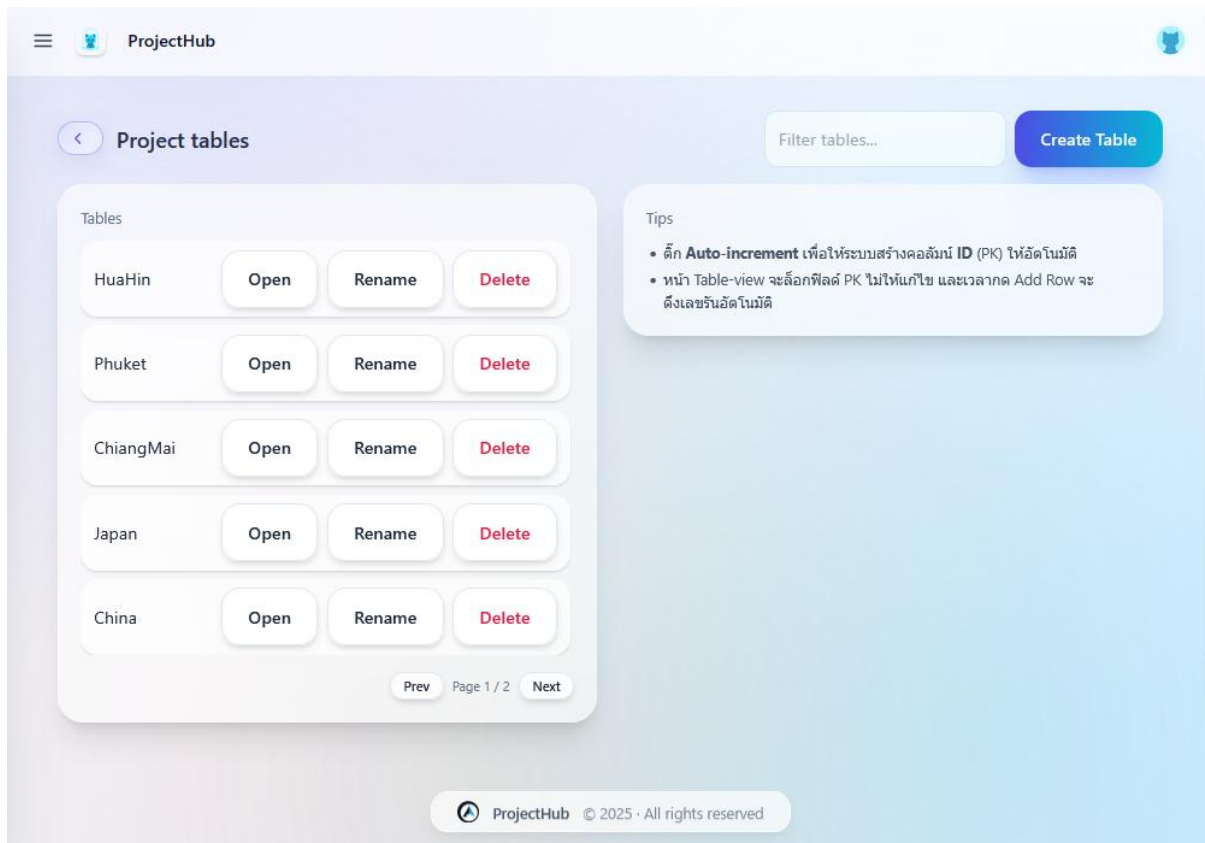 ProjectHub
Project tables
Filter tables...
Create Table
Tables
HuaHin Open Rename Delete
Phuket Open Rename Delete
ChiangMai Open Rename Delete
Japan Open Rename Delete
China Open Rename Delete
Prev Page 1 / 2 Next
Tips
• ติ๊ก Auto-increment เพื่อให้ระบบสร้างคอลัมน์ ID (PK) ให้อัตโนมัติ
• หน้า Table-view จะล็อกฟิลด์ PK ไม่ให้แก้ไข และเวลากด Add Row จะ
ดึงเลขรันอัตโนมัติ
ProjectHub © 2025 · All rights reserved